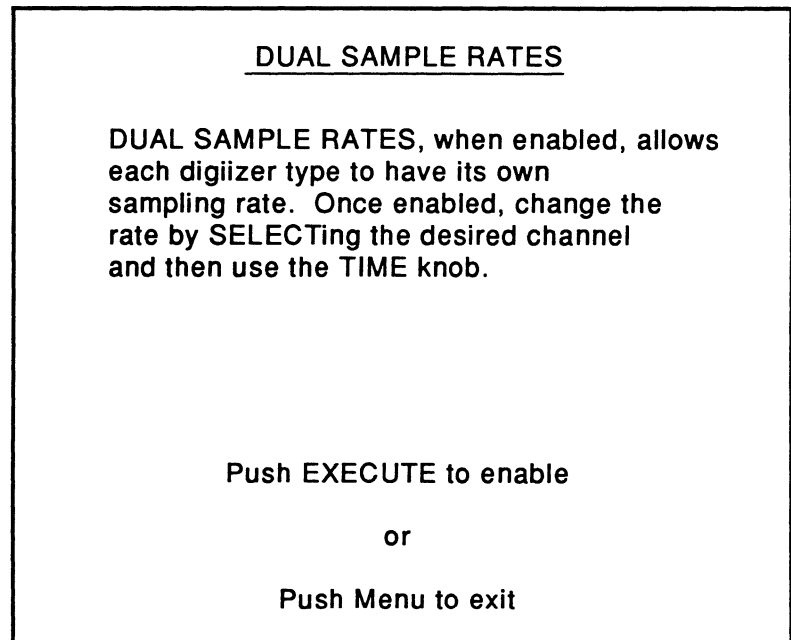 DUAL SAMPLE RATES
DUAL SAMPLE RATES, when enabled, allows
each digiizer type to have its own
sampling rate. Once enabled, change the
rate by SELECTing the desired channel
and then use the TIME knob.
Push EXECUTE to enable
or
Push Menu to exit